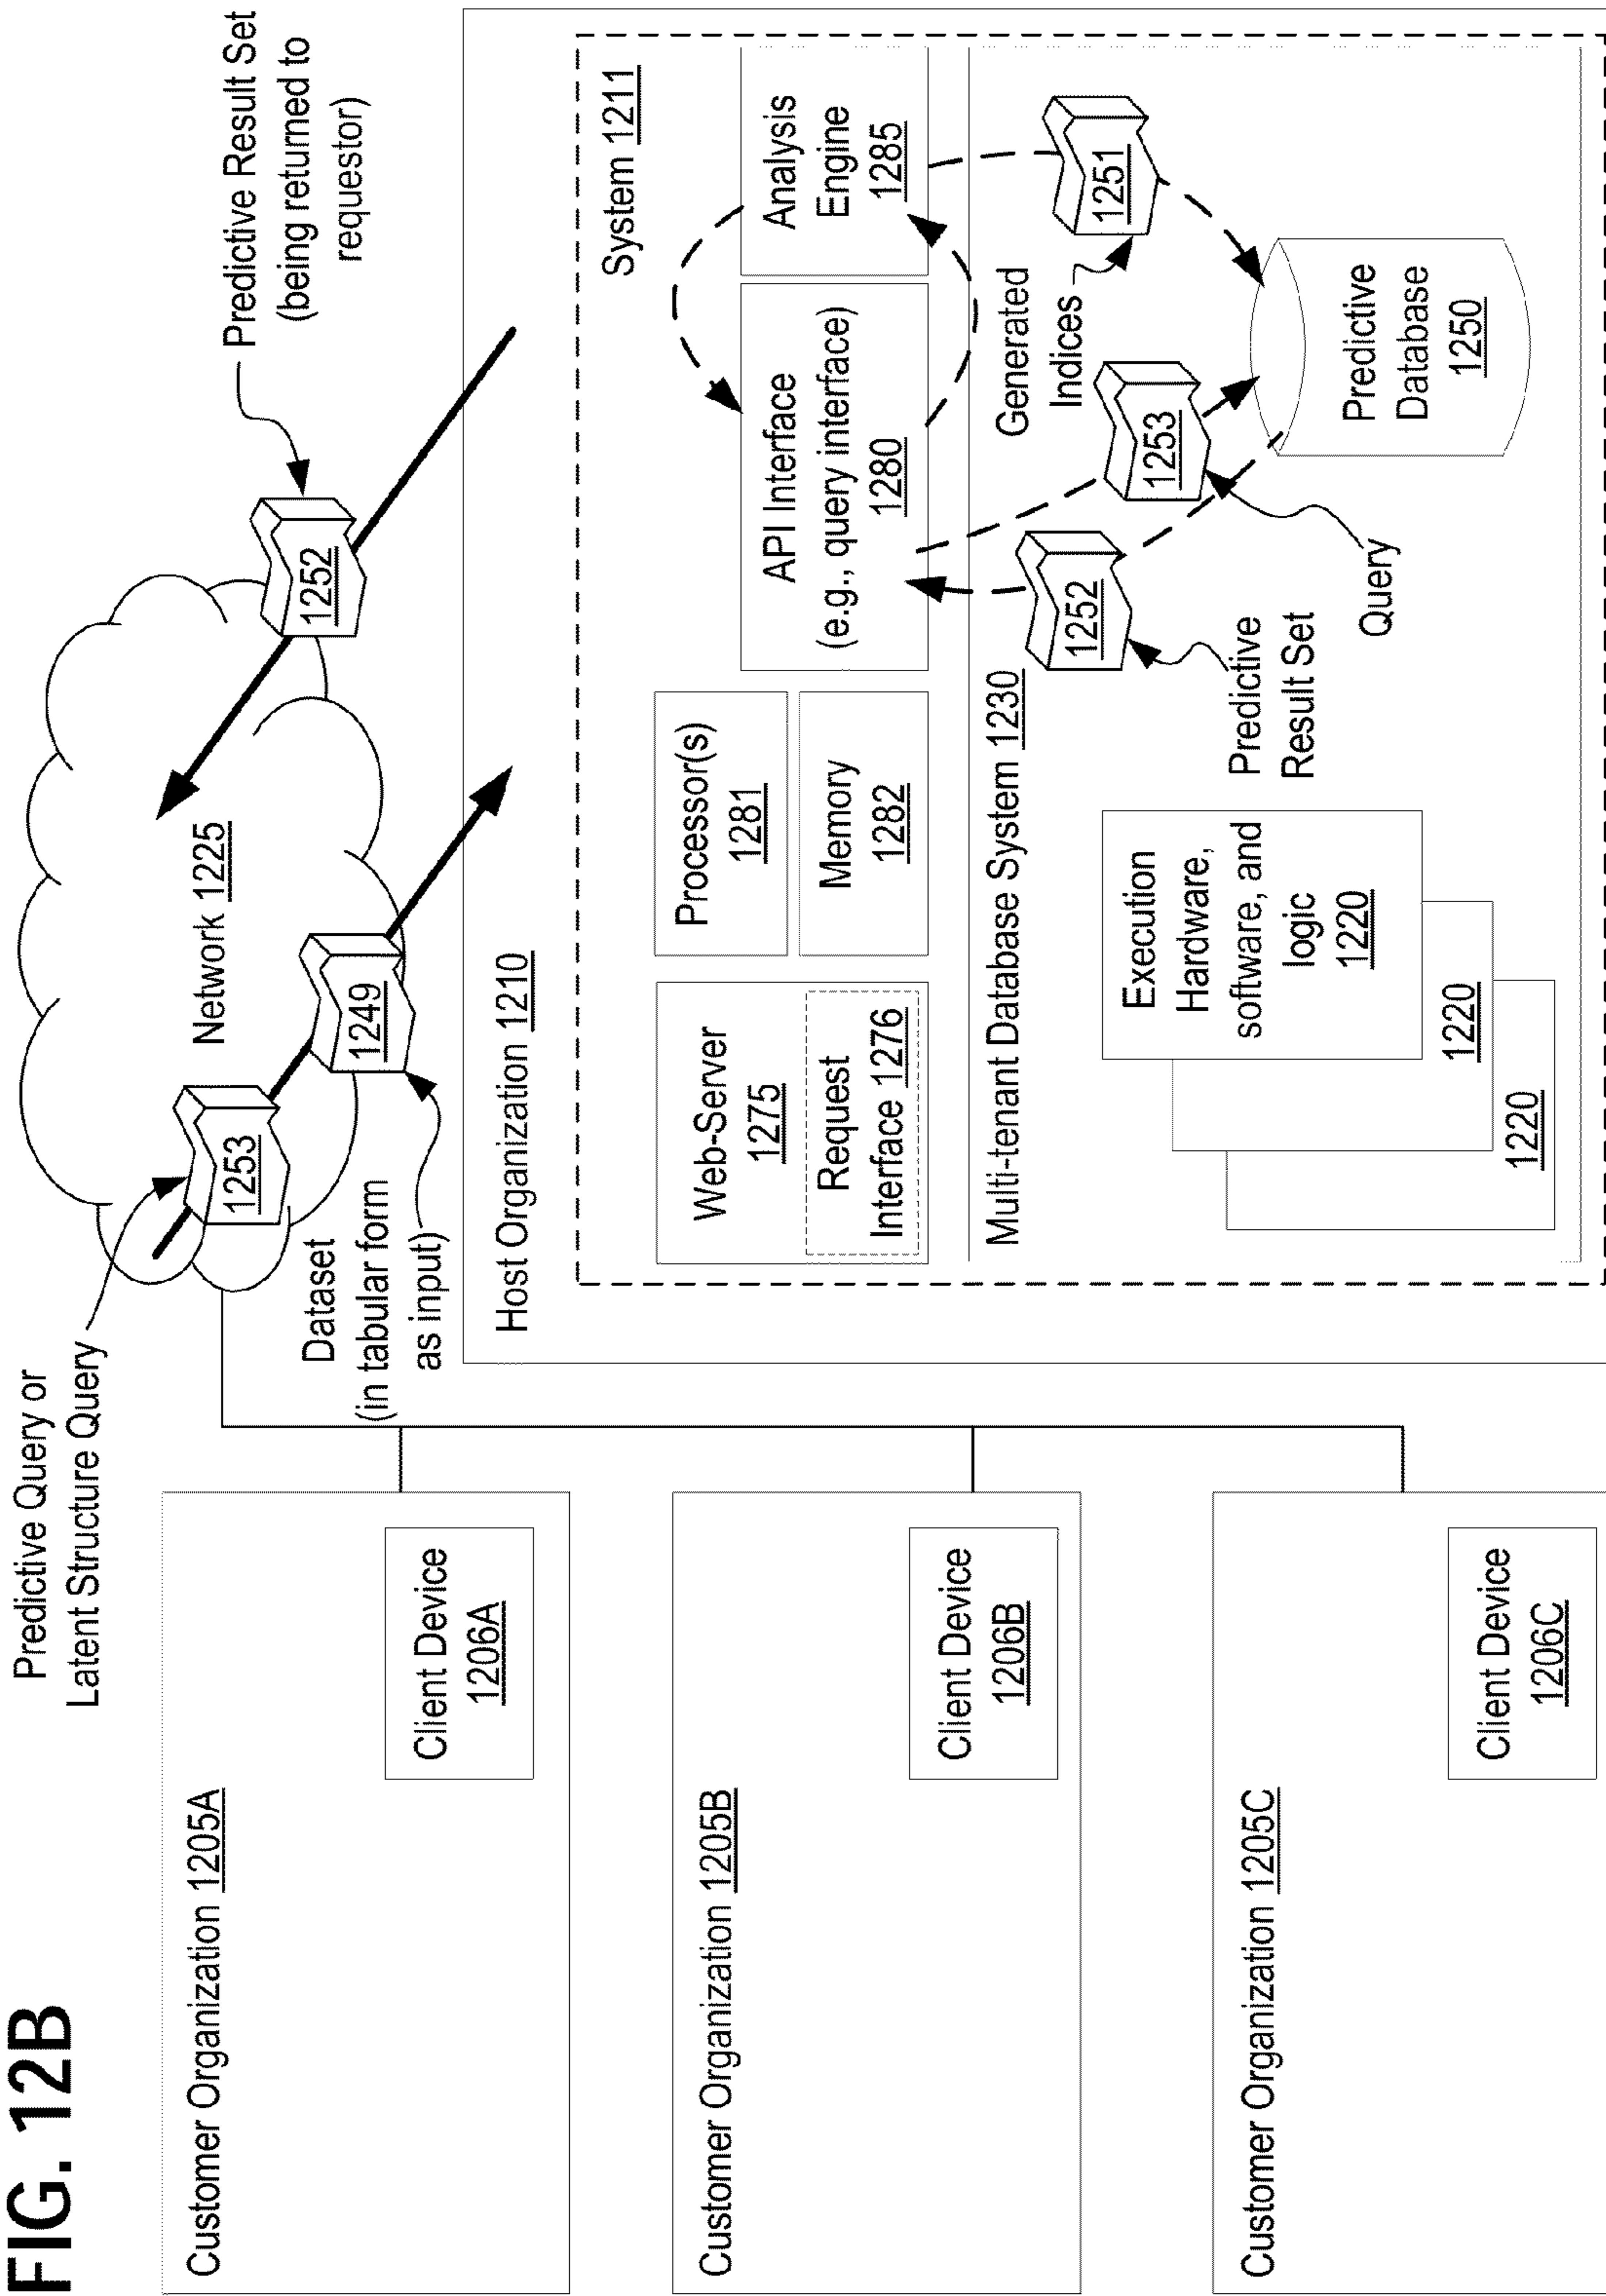 FIG. 12B
Predictive Query or
Latent Structure Query
Predictive Result Set
(being returned to
requestor)
1253
Network 1225
1249
1252
Dataset
(in tabular form
as input)
Customer Organization 1205A
Client Device
1206A
Customer Organization 1205B
Client Device
1206B
Customer Organization 1205C
Client Device
1206C
Host Organization 1210
System 1211
Web-Server
1275
Request
Interface 1276
Processor(s)
1281
Memory
1282
API Interface
(e.g., query interface)
1280
Analysis
Engine
1285
Multi-tenant Database System 1230
Execution
Hardware,
software, and
logic
1220
1220
1220
1252
Predictive
Result Set
1253
Query
Generated
Indices
1251
Predictive
Database
1250